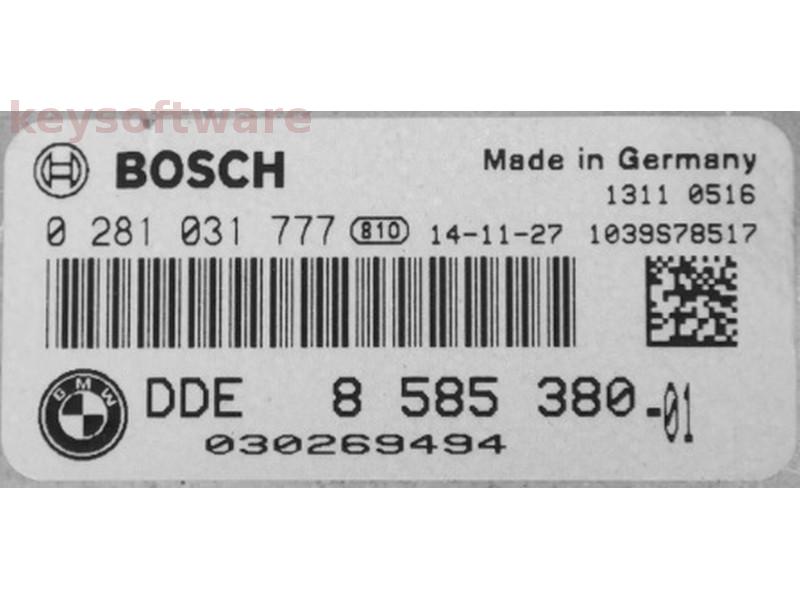 keysoftware
BOSCH
Made in Germany
1311 0516
0 281 031 777 810 14-11-27 1039S78517
BMW DDE 8 585 380-01
030269494